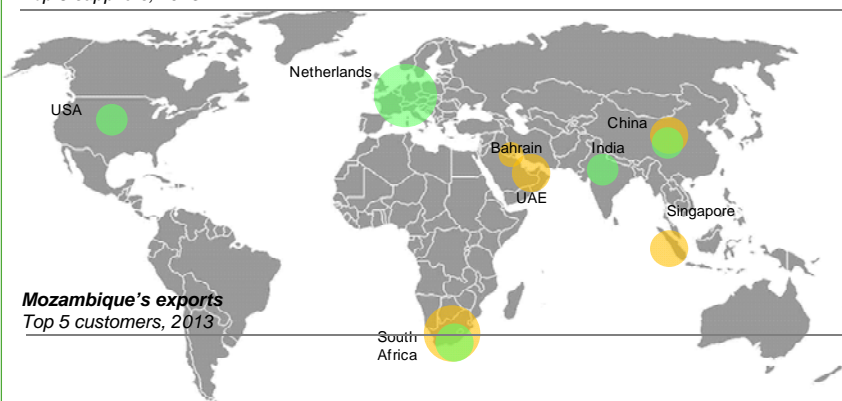 Netherlands
USA
China
Bahrain
India
UAE
Singapore
Mozambique's exports
Top 5 customers, 2013
South
Africa